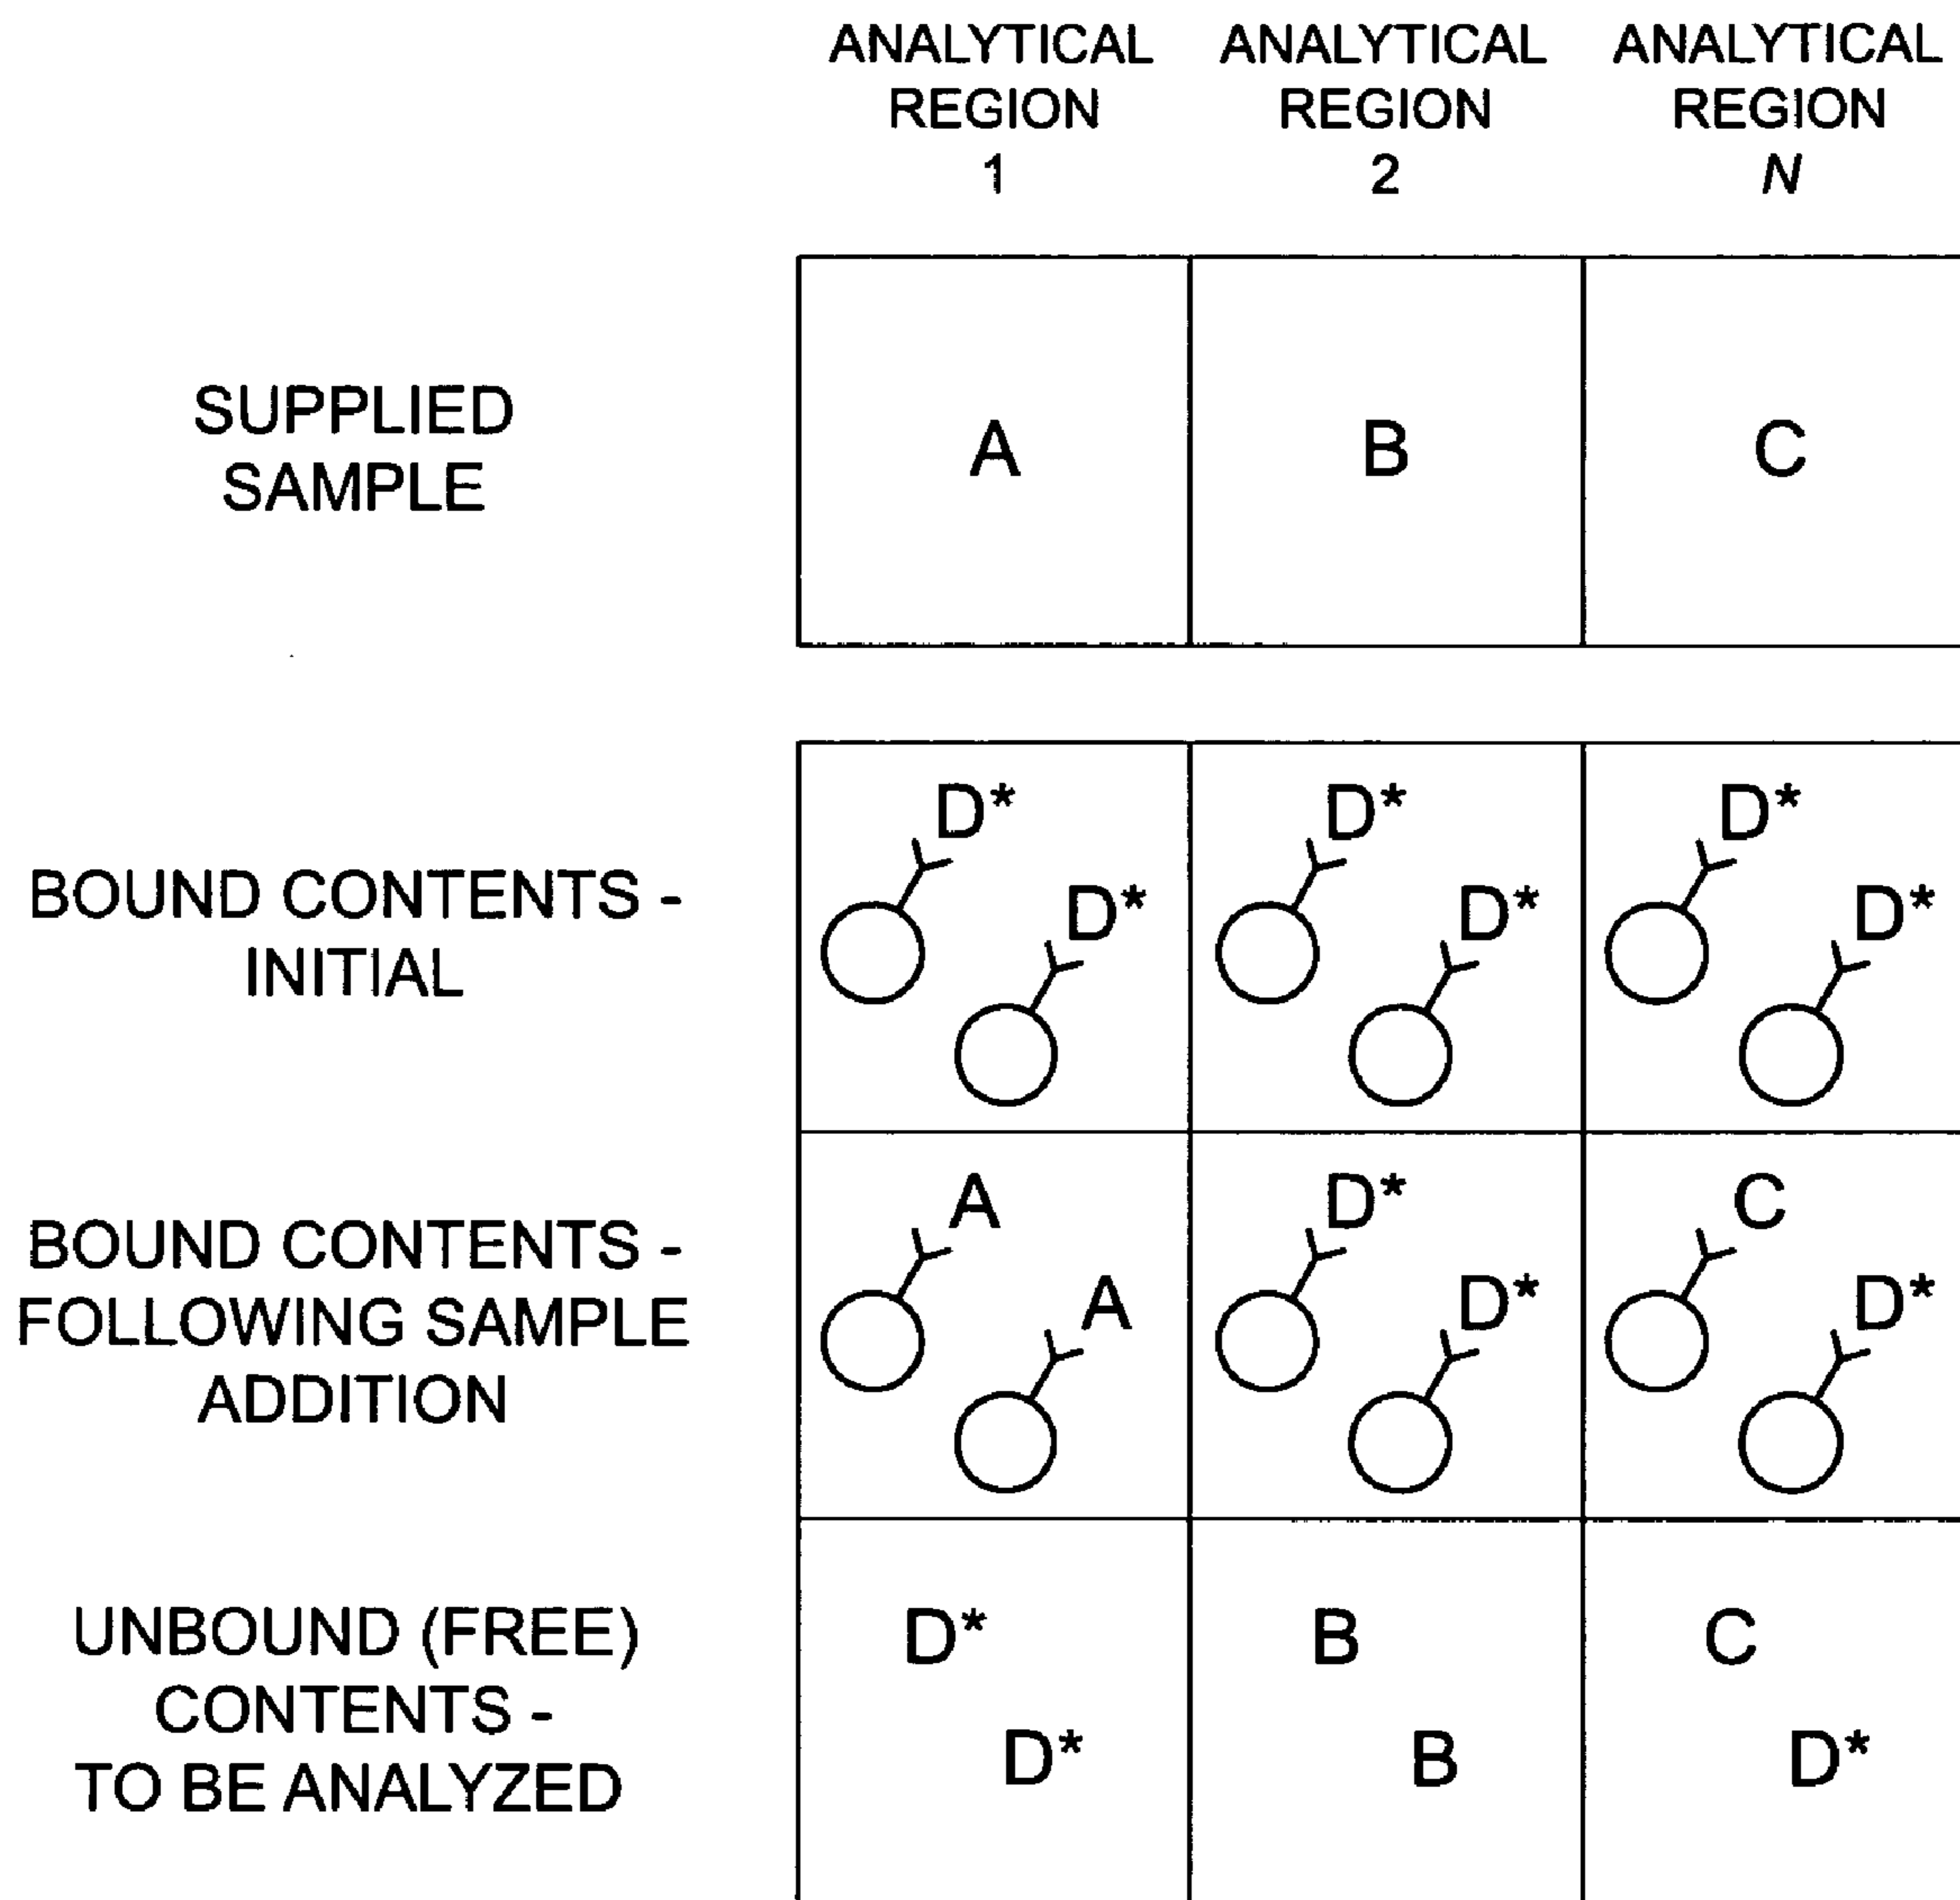 ANALYTICAL REGION 1
ANALYTICAL REGION 2
ANALYTICAL REGION N
SUPPLIED
SAMPLE
A
B
C
BOUND CONTENTS -
INITIAL
D*
D*
D*
D*
D*
D*
BOUND CONTENTS -
FOLLOWING SAMPLE
ADDITION
A
A
D*
D*
C
D*
UNBOUND (FREE)
CONTENTS -
TO BE ANALYZED
D*
D*
B
B
C
D*